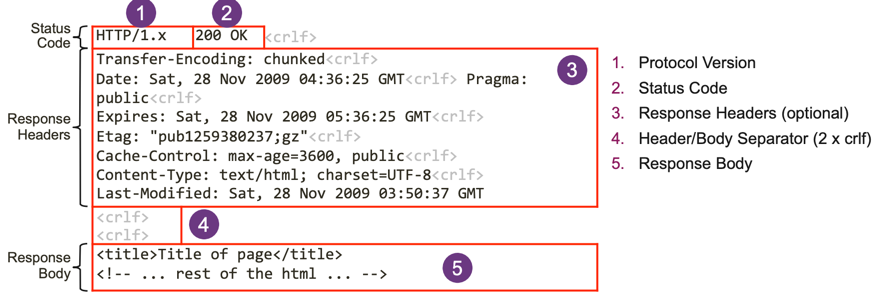 1 2
Status Code HTTP/1.x 200 OK <crlf>
Response Headers
Transfer-Encoding: chunked<crlf>
Date: Sat, 28 Nov 2009 04:36:25 GMT<crlf> Pragma:
public<crlf>
Expires: Sat, 28 Nov 2009 05:36:25 GMT<crlf>
Etag: "pub1259380237;gz"<crlf>
Cache-Control: max-age=3600, public<crlf>
Content-Type: text/html; charset=UTF-8<crlf>
Last-Modified: Sat, 28 Nov 2009 03:50:37 GMT
3
<crlf>
<crlf>
4
Response Body
<title>Title of page</title>
<!-- ... rest of the html ... -->
5
1. Protocol Version
2. Status Code
3. Response Headers (optional)
4. Header/Body Separator (2 x crlf)
5. Response Body